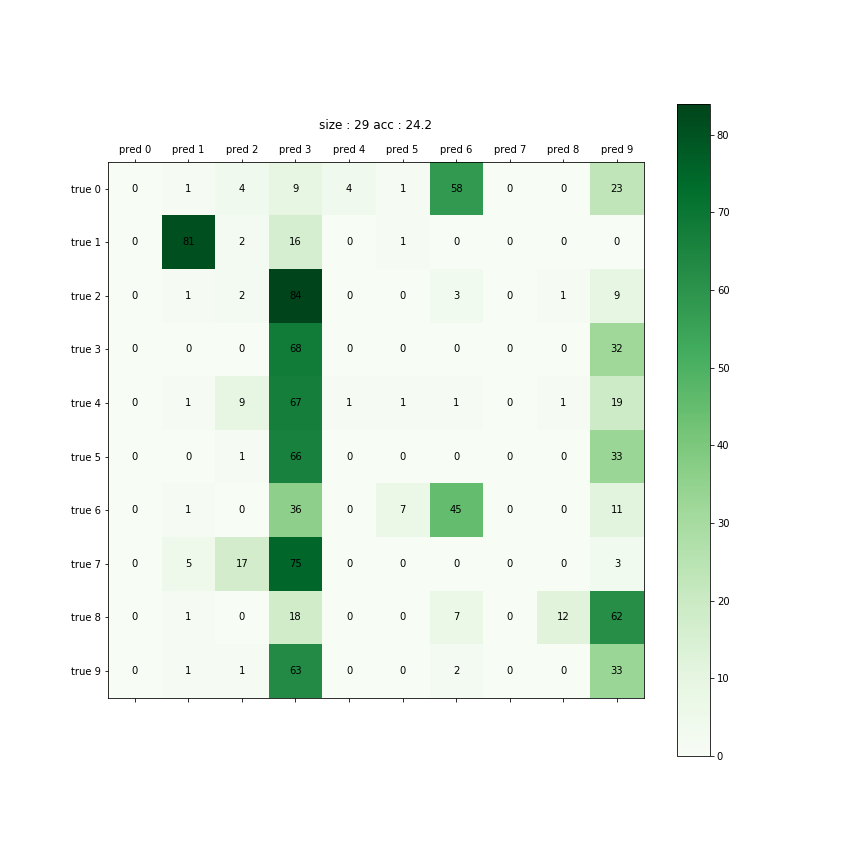 size : 29 acc : 24.2
pred 0 pred 1 pred 2 pred 3 pred 4 pred 5 pred 6 pred 7 pred 8 pred 9
true 0 0 1 4 9 4 1 58 0 0 23
true 1 0 81 2 16 0 1 0 0 0 0
true 2 0 1 2 84 0 0 3 0 1 9
true 3 0 0 0 68 0 0 0 0 0 32
true 4 0 1 9 67 1 1 1 0 1 19
true 5 0 0 1 66 0 0 0 0 0 33
true 6 0 1 0 36 0 7 45 0 0 11
true 7 0 5 17 75 0 0 0 0 0 3
true 8 0 1 0 18 0 0 7 0 12 62
true 9 0 1 1 63 0 0 2 0 0 33
80
70
60
50
40
30
20
10
0